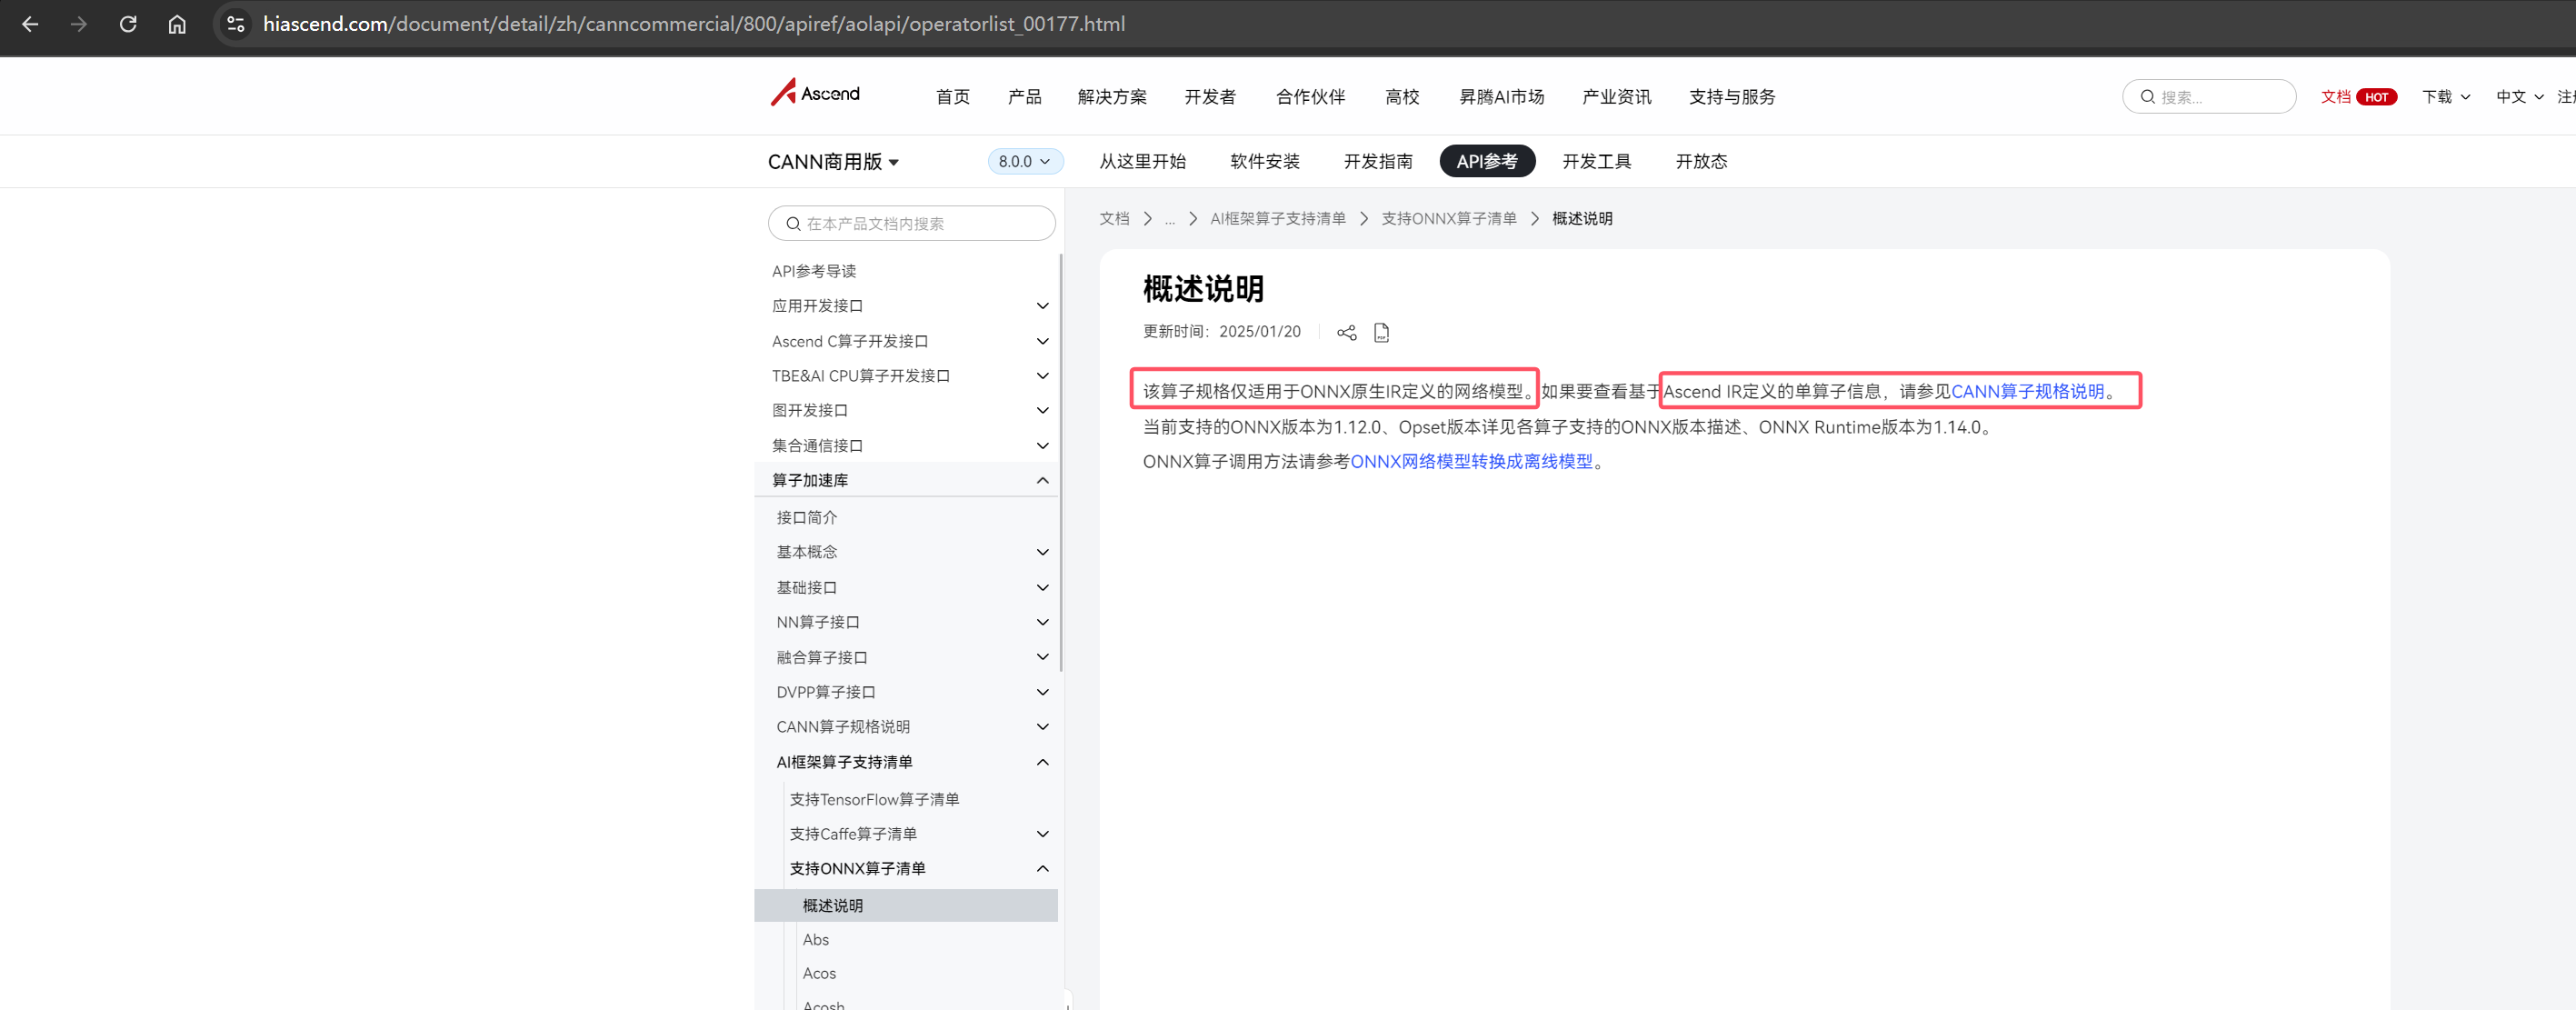 hiascend.com/document/detail/zh/canncommercial/800/apiref/aolapi/operatorlist_00177.html
Ascend 首页 产品 解决方案 开发者 合作伙伴 高校 昇腾AI市场 产业资讯 支持与服务 搜索... 文档 HOT 下载 中文
CANN商用版 8.0.0 从这里开始 软件安装 开发指南 API参考 开发工具 开放态
在本产品文档内搜索
API参考导读
应用开发接口
Ascend C算子开发接口
TBE&AI CPU算子开发接口
图开发接口
集合通信接口
算子加速库
接口简介
基本概念
基础接口
NN算子接口
融合算子接口
DVPP算子接口
CANN算子规格说明
AI框架算子支持清单
支持TensorFlow算子清单
支持Caffe算子清单
支持ONNX算子清单
概述说明
Abs
Acos
Acosh
文档 > ... > AI框架算子支持清单 > 支持ONNX算子清单 > 概述说明
概述说明
更新时间：2025/01/20
该算子规格仅适用于ONNX原生IR定义的网络模型。如果要查看基于Ascend IR定义的单算子信息，请参见CANN算子规格说明。
当前支持的ONNX版本为1.12.0、Opset版本详见各算子支持的ONNX版本描述、ONNX Runtime版本为1.14.0。
ONNX算子调用方法请参考ONNX网络模型转换成离线模型。